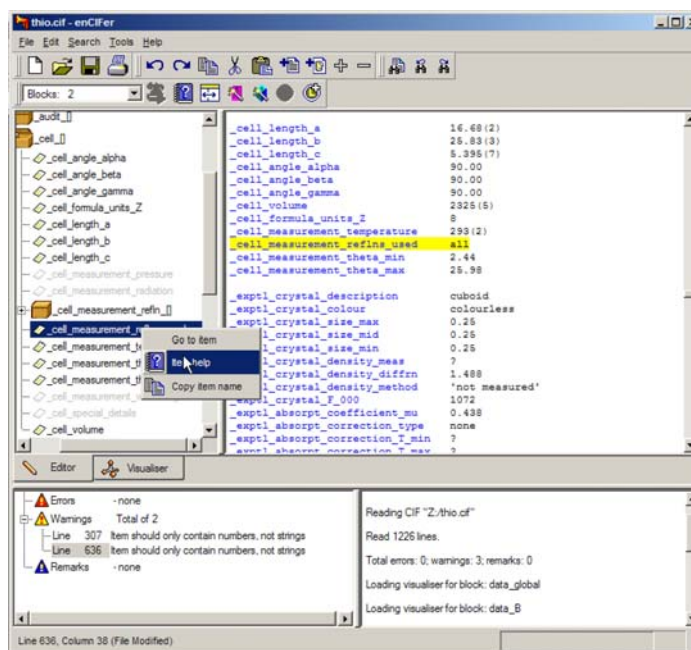 thio.cif - enCIFer
File Edit Search Tools Help
Blocks: 2
_audit_[]
_cell_[]
_cell_angle_alpha
_cell_angle_beta
_cell_angle_gamma
_cell_formula_units_Z
_cell_length_a
_cell_length_b
_cell_length_c
_cell_measurement_pressure
_cell_measurement_radiation
_cell_measurement_refln_[]
_cell_measurement_
_cell_measurement_te
_cell_measurement_th
_cell_measurement_th
_cell_measurement_
_cell_special_details
_cell_volume
Go to item
Item help
Copy item name
_cell_length_a 16.68(2)
_cell_length_b 25.83(3)
_cell_length_c 5.395(7)
_cell_angle_alpha 90.00
_cell_angle_beta 90.00
_cell_angle_gamma 90.00
_cell_volume 2325(5)
_cell_formula_units_Z 8
_cell_measurement_temperature 293(2)
_cell_measurement_reflns_used all
_cell_measurement_theta_min 2.44
_cell_measurement_theta_max 25.98
_exptl_crystal_description cuboid
_exptl_crystal_colour colourless
_exptl_crystal_size_max 0.25
_exptl_crystal_size_mid 0.25
_exptl_crystal_size_min 0.25
_exptl_crystal_density_meas ?
_exptl_crystal_density_diffrn 1.488
_exptl_crystal_density_method 'not measured'
_exptl_crystal_F_000 1072
_exptl_absorpt_coefficient_mu 0.438
_exptl_absorpt_correction_type none
_exptl_absorpt_correction_T_min ?
_exptl_absorpt_correction_T_max ?
Editor Visualiser
Errors - none
Warnings Total of 2
Line 307 Item should only contain numbers, not strings
Line 636 Item should only contain numbers, not strings
Remarks - none
Reading CIF "Z:/thio.cif"
Read 1226 lines.
Total errors: 0; warnings: 3; remarks: 0
Loading visualiser for block: data_global
Loading visualiser for block: data_B
Line 636, Column 38 (File Modified)